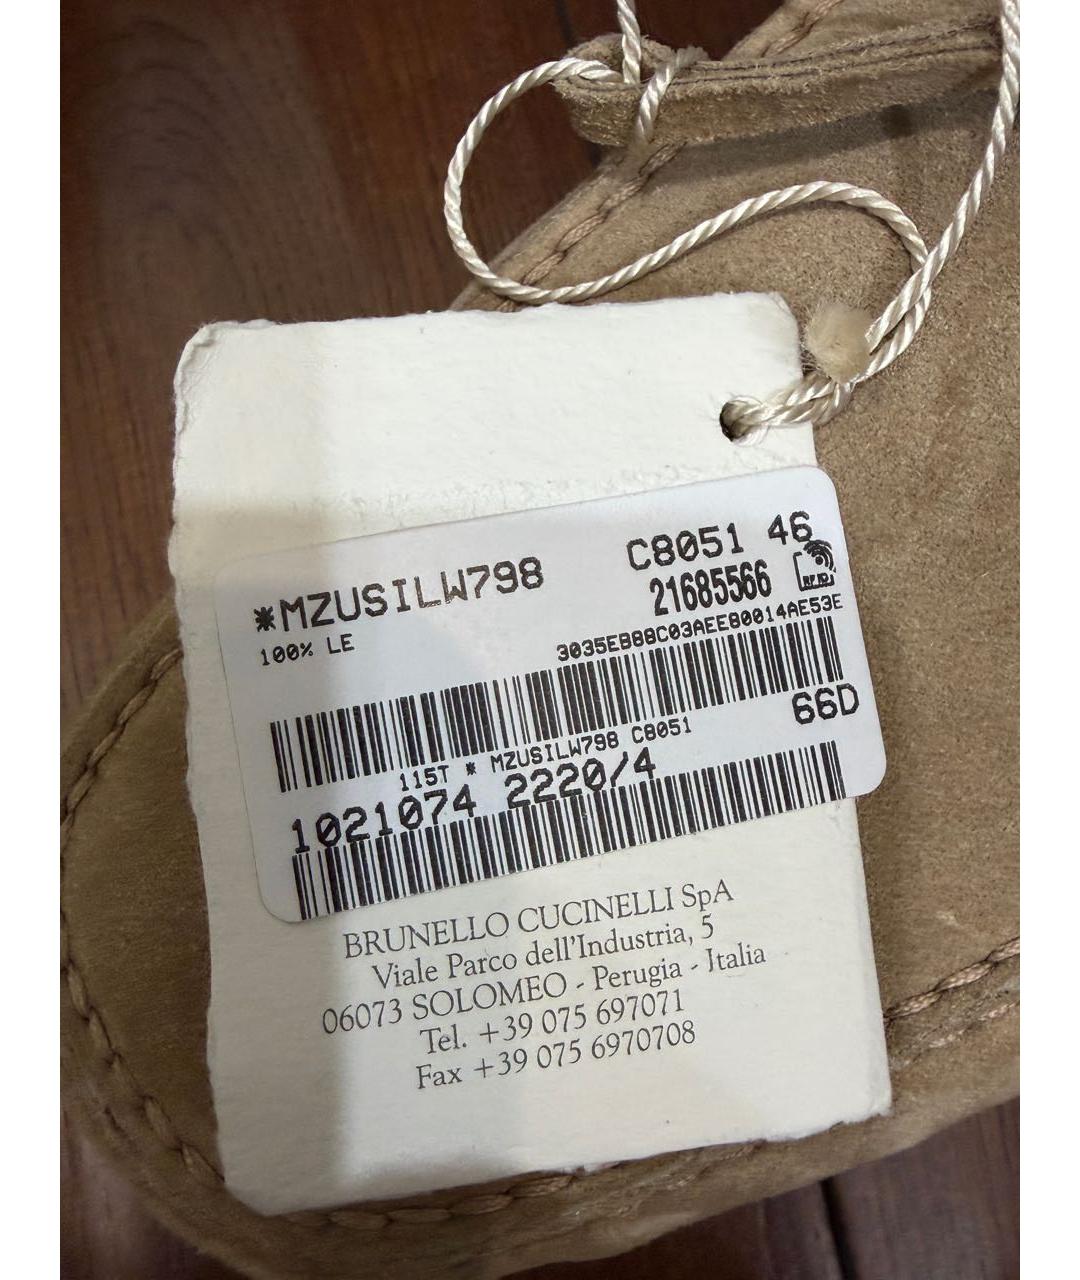 *MZUSILW798 C8051 46
100% LE 21685566 RFID
3035EB88C03AEE80014AE53E
66D
115T * MZUSILW798 C8051
1021074 2220/4
BRUNELLO CUCINELLI SpA
Viale Parco dell'Industria, 5
06073 SOLOMEO - Perugia - Italia
Tel. +39 075 697071
Fax +39 075 6970708